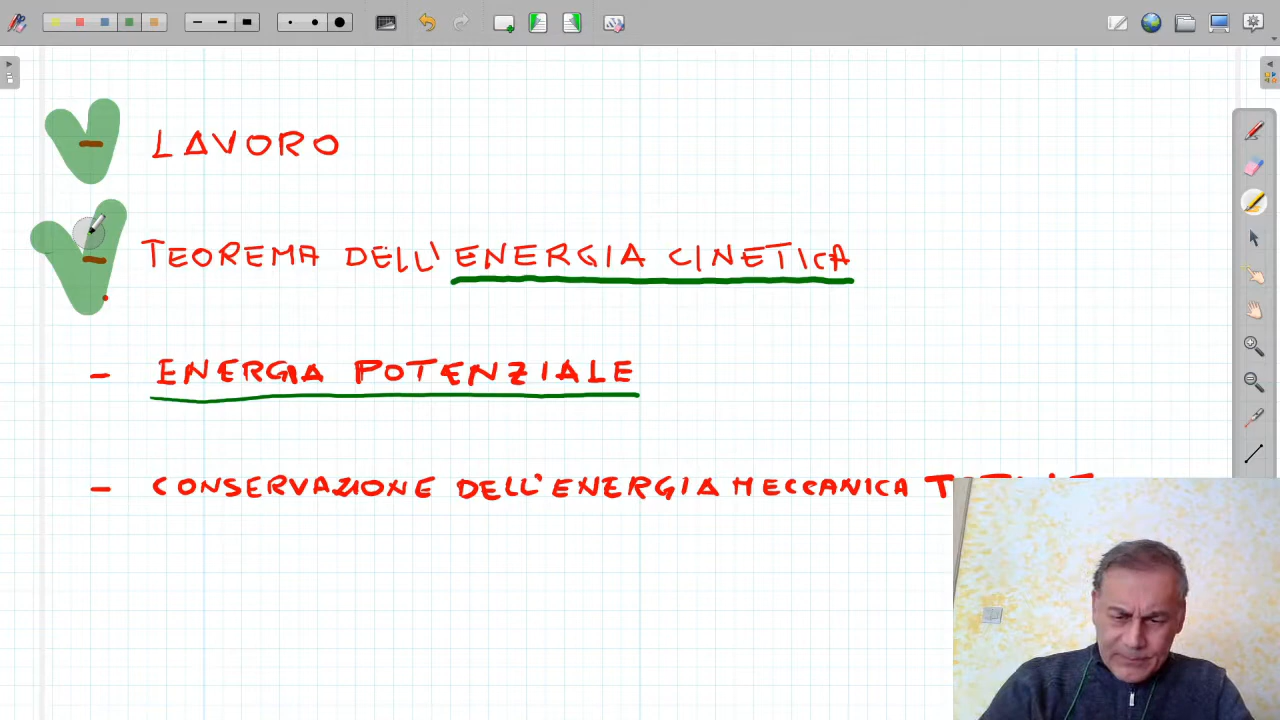 - LAVORO
- TEOREMA DELL'ENERGIA CINETICA
- ENERGIA POTENZIALE
- CONSERVAZIONE DELL'ENERGIA MECCANICA